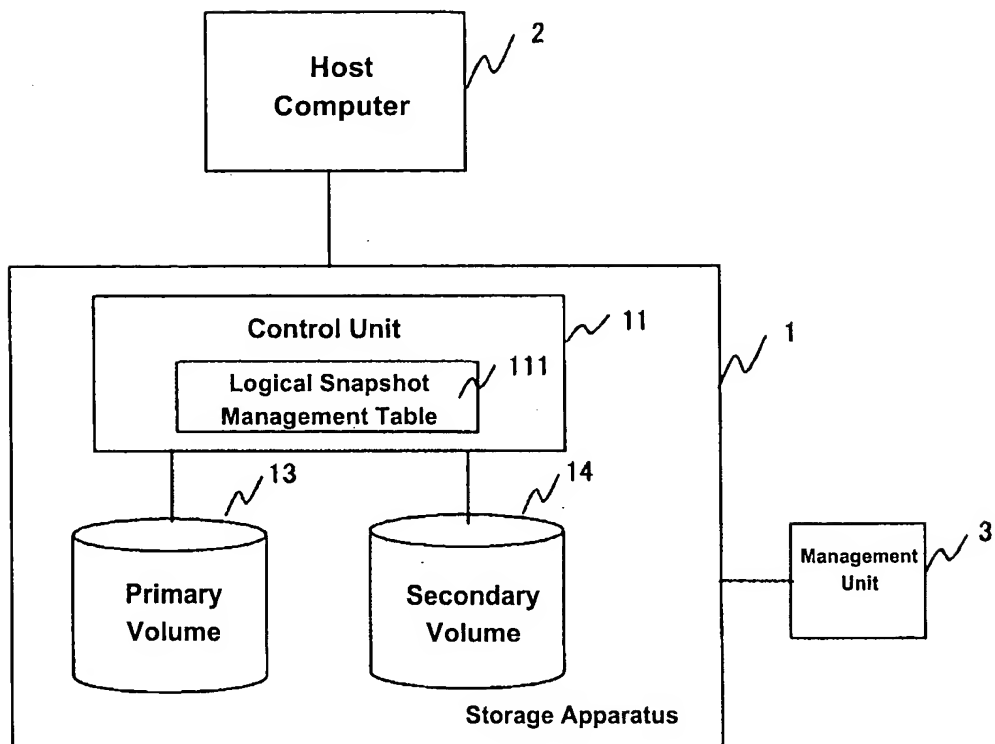 2
Host
Computer
Control Unit
11
1
Logical Snapshot
Management Table
111
13
14
Primary
Volume
Secondary
Volume
Management
Unit
3
Storage Apparatus